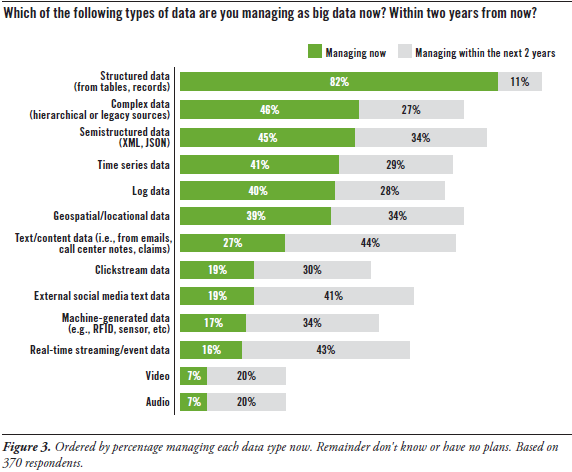 Which of the following types of data are you managing as big data now? Within two years from now?
Managing now
Managing within the next 2 years
Structured data
(from tables, records)
82%
11%
Complex data
(hierarchical or legacy sources)
46%
27%
Semistructured data
(XML, JSON)
45%
34%
Time series data
41%
29%
Log data
40%
28%
Geospatial/locational data
39%
34%
Text/content data (i.e., from emails,
call center notes, claims)
27%
44%
Clickstream data
19%
30%
External social media text data
19%
41%
Machine-generated data
(e.g., RFID, sensor, etc)
17%
34%
Real-time streaming/event data
16%
43%
Video
7%
20%
Audio
7%
20%
Figure 3. Ordered by percentage managing each data type now. Remainder don't know or have no plans. Based on
370 respondents.